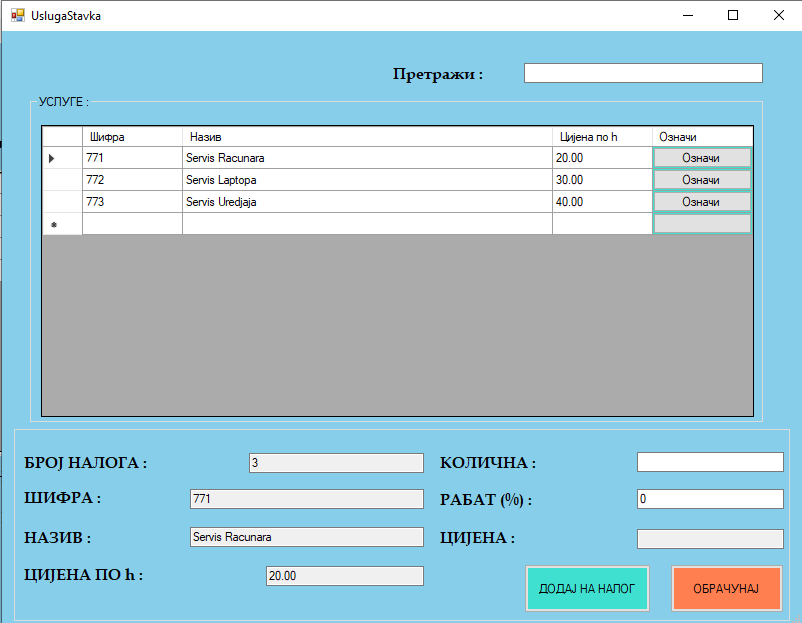 UslugaStavka
Претражи :
УСЛУГЕ :
Шифра Назив Цијена по h Означи
771 Servis Racunara 20.00 Означи
772 Servis Laptopa 30.00 Означи
773 Servis Uredjaja 40.00 Означи
БРОЈ НАЛОГА : 3 КОЛИЧНА :
ШИФРА : 771 РАБАТ (%) : 0
НАЗИВ : Servis Racunara ЦИЈЕНА :
ЦИЈЕНА ПО h : 20.00 ДОДАЈ НА НАЛОГ ОБРАЧУНАЈ